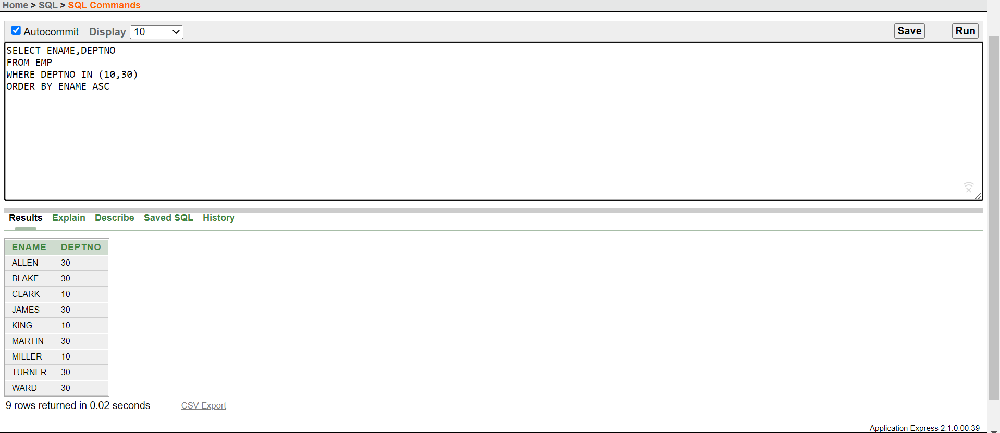 Home > SQL > SQL Commands
Autocommit Display 10 Save Run
SELECT ENAME,DEPTNO
FROM EMP
WHERE DEPTNO IN (10,30)
ORDER BY ENAME ASC
Results Explain Describe Saved SQL History
ENAME DEPTNO
ALLEN 30
BLAKE 30
CLARK 10
JAMES 30
KING 10
MARTIN 30
MILLER 10
TURNER 30
WARD 30
9 rows returned in 0.02 seconds CSV Export
Application Express 2.1.0.00.39